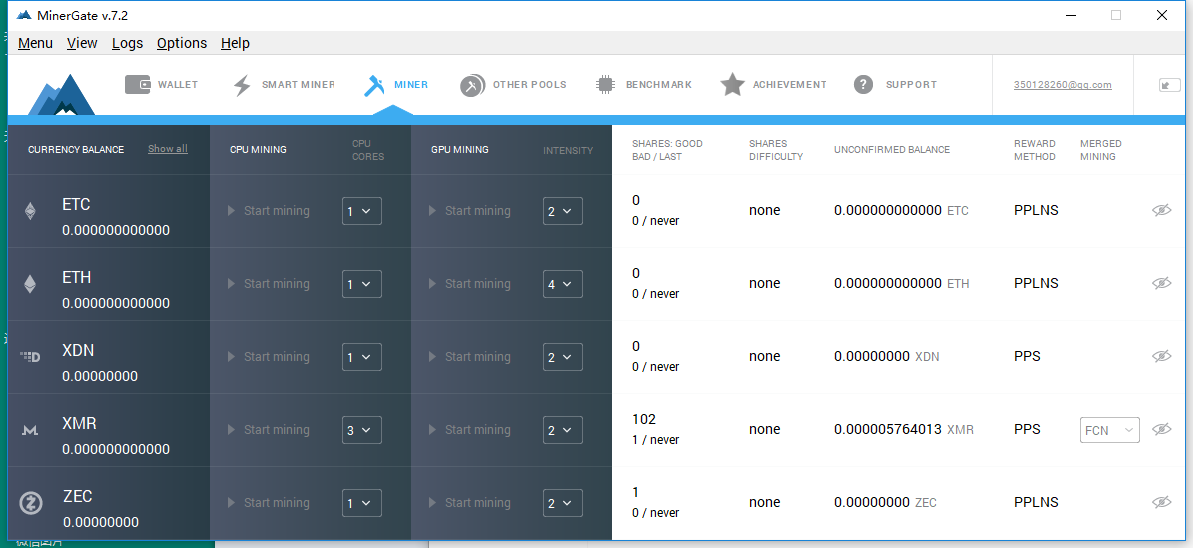 MinerGate v.7.2
Menu View Logs Options Help
WALLET SMART MINER MINER OTHER POOLS BENCHMARK ACHIEVEMENT SUPPORT 350128260@qq.com
CURRENCY BALANCE Show all CPU MINING CPU CORES GPU MINING INTENSITY SHARES: GOOD BAD / LAST SHARES DIFFICULTY UNCONFIRMED BALANCE REWARD METHOD MERGED MINING
ETC
0.000000000000
Start mining 1 Start mining 2
0
0 / never
none 0.000000000000 ETC PPLNS
ETH
0.000000000000
Start mining 1 Start mining 4
0
0 / never
none 0.000000000000 ETH PPLNS
XDN
0.00000000
Start mining 1 Start mining 2
0
0 / never
none 0.00000000 XDN PPS
XMR
0.000000000000
Start mining 3 Start mining 2
102
1 / never
none 0.000005764013 XMR PPS FCN
ZEC
0.00000000
Start mining 1 Start mining 2
1
0 / never
none 0.00000000 ZEC PPLNS